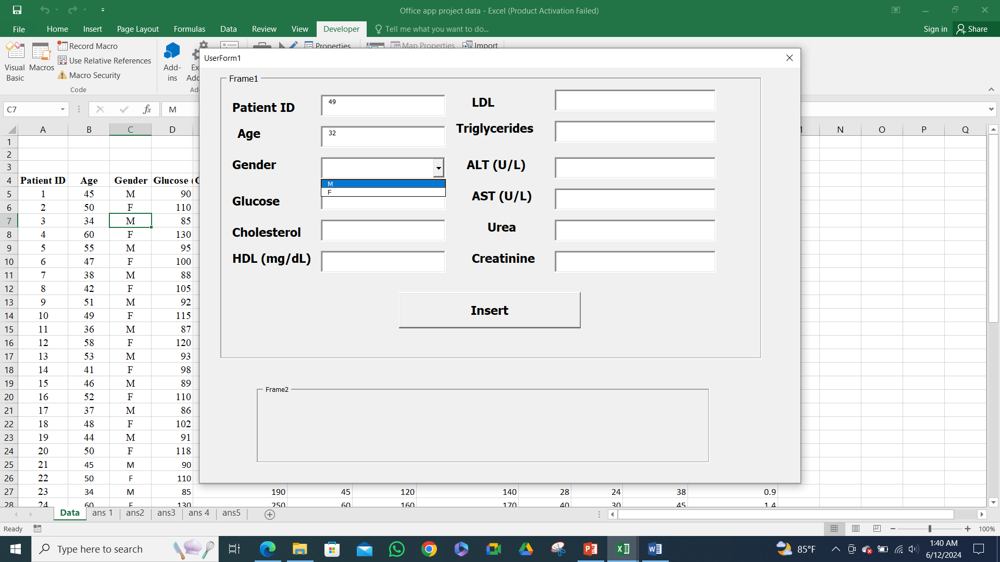 Office app project data - Excel (Product Activation Failed)
File Home Insert Page Layout Formulas Data Review View Developer Tell me what you want to do... Sign in Share
Visual Basic
Macros
Record Macro
Use Relative References
Macro Security
Code
Add-ins
Properties
Map Properties
Import
C7 M
UserForm1
Frame1
Patient ID 49
Age 32
Gender
M
F
Glucose
Cholesterol
HDL (mg/dL)
LDL
Triglycerides
ALT (U/L)
AST (U/L)
Urea
Creatinine
Insert
Frame2
A B C D N O P Q
1
2
3
4 Patient ID Age Gender Glucose (
5 1 45 M 90
6 2 50 F 110
7 3 34 M 85
8 4 60 F 130
9 5 55 M 95
10 6 47 F 100
11 7 38 M 88
12 8 42 F 105
13 9 51 M 92
14 10 49 F 115
15 11 36 M 87
16 12 58 F 120
17 13 53 M 93
18 14 41 F 98
19 15 46 M 89
20 16 52 F 110
21 17 37 M 86
22 18 48 F 102
23 19 44 M 91
24 20 50 F 118
25 21 45 M 90
26 22 50 F 110
27 23 34 M 85 190 45 120 140 28 24 38 0.9
28 24 60 F 130 250 60 160 170 40 30 45 1.4
Data ans 1 ans2 ans3 ans 4 ans5
Ready 100%
Type here to search
85°F
1:40 AM
6/12/2024